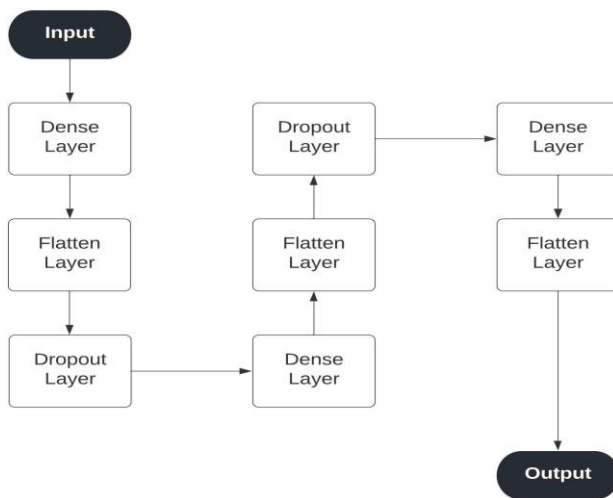 Input
Dense
Layer
Flatten
Layer
Dropout
Layer
Dense
Layer
Flatten
Layer
Dropout
Layer
Dense
Layer
Flatten
Layer
Output